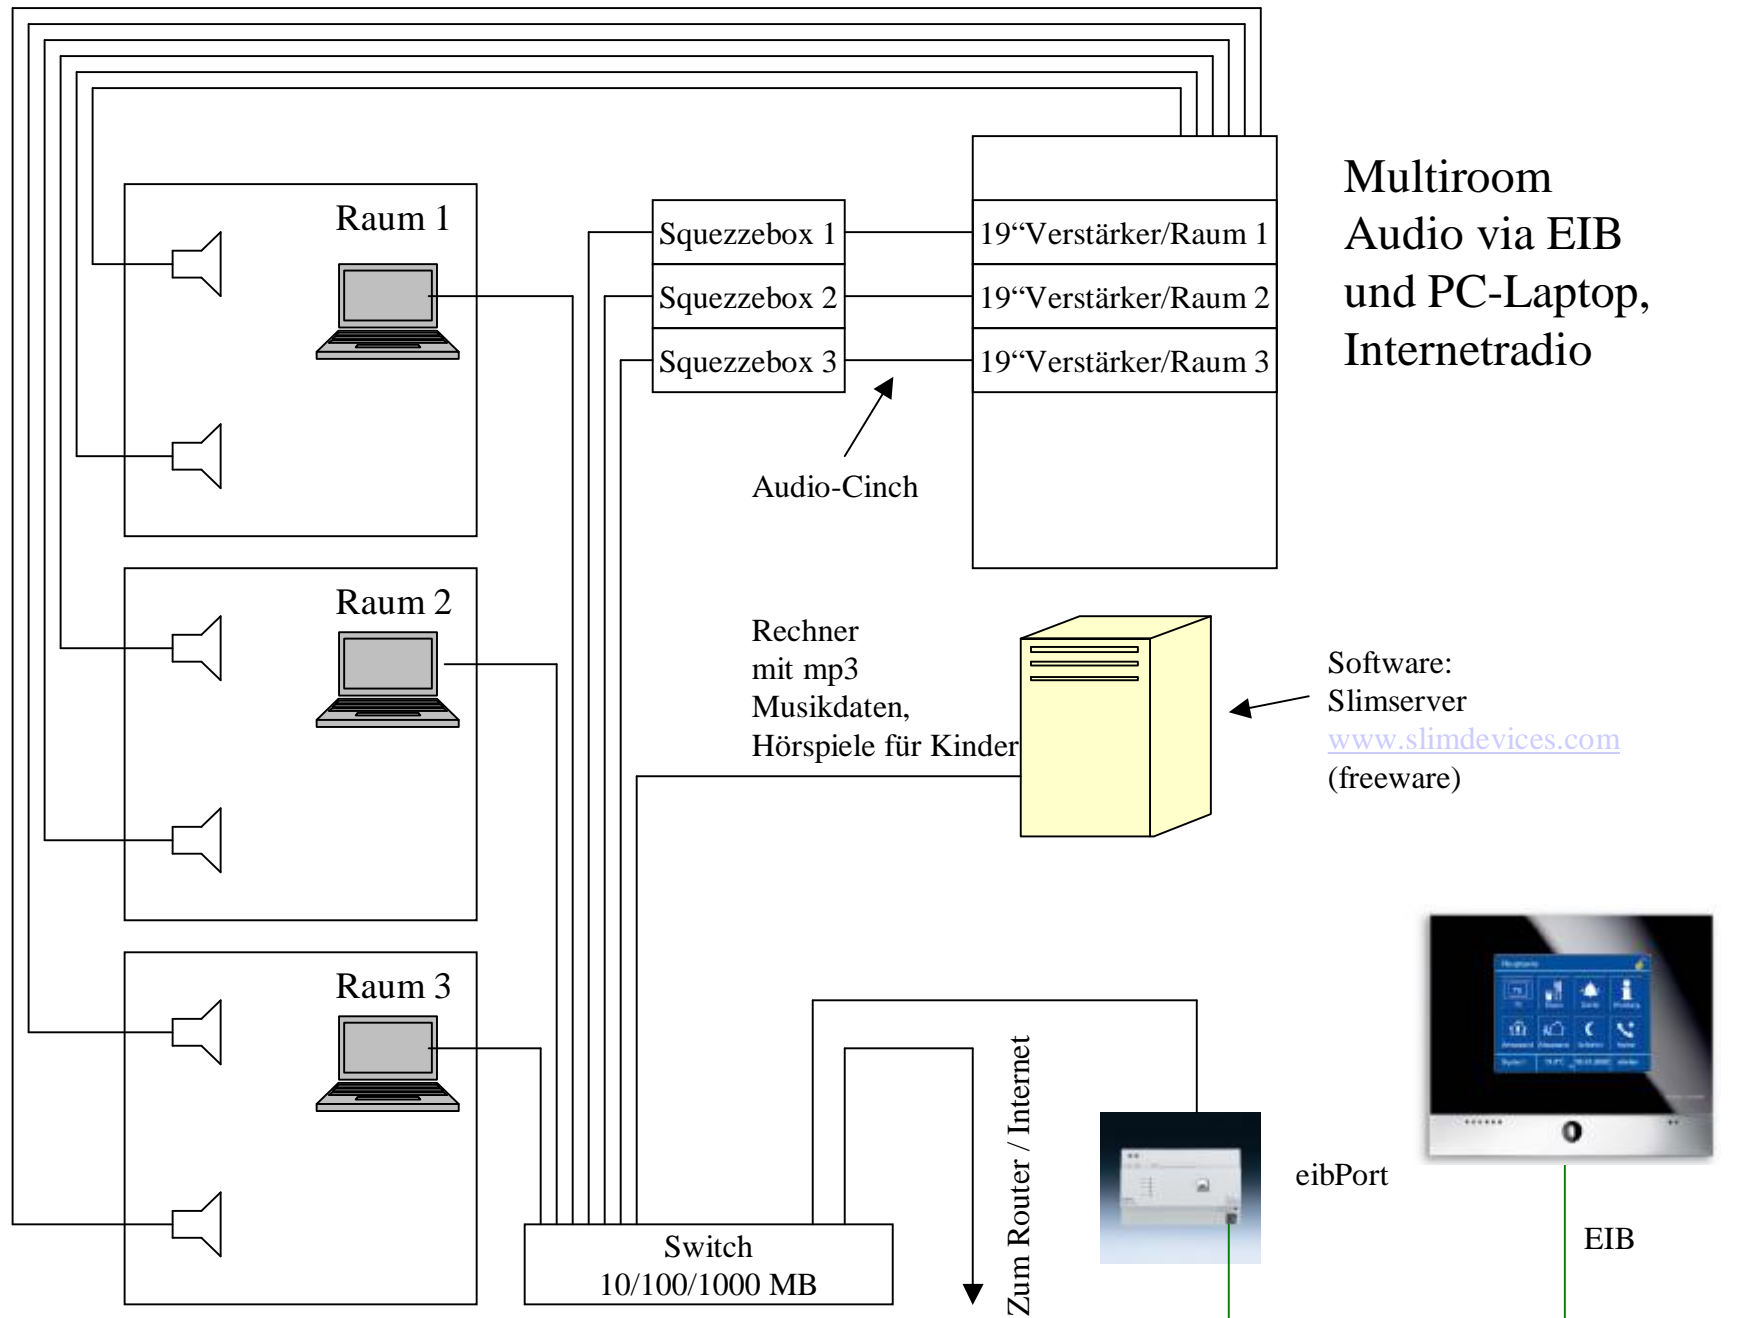 Multiroom
Audio via EIB
und PC-Laptop,
Internetradio
Raum 1
Squezzebox 1
19“Verstärker/Raum 1
Squezzebox 2
19“Verstärker/Raum 2
Squezzebox 3
19“Verstärker/Raum 3
Audio-Cinch
Raum 2
Rechner
mit mp3
Musikdaten,
Hörspiele für Kinder
Software:
Slimserver
www.slimdevices.com
(freeware)
Raum 3
Zum Router / Internet
eibPort
EIB
Switch
10/100/1000 MB